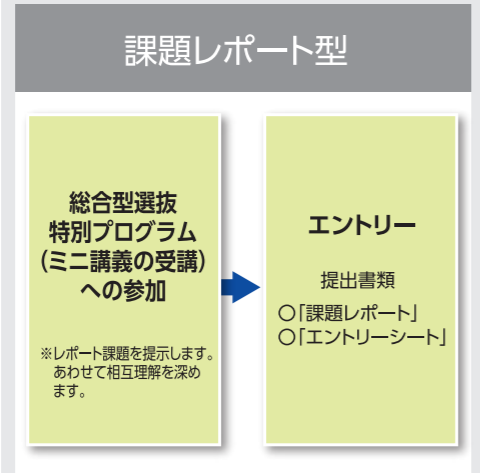 課題レポート型
総合型選抜
特別プログラム
(ミニ講義の受講)
への参加
※レポート課題を提示します。
あわせて相互理解を深め
ます。
エントリー
提出書類
○「課題レポート」
○「エントリーシート」